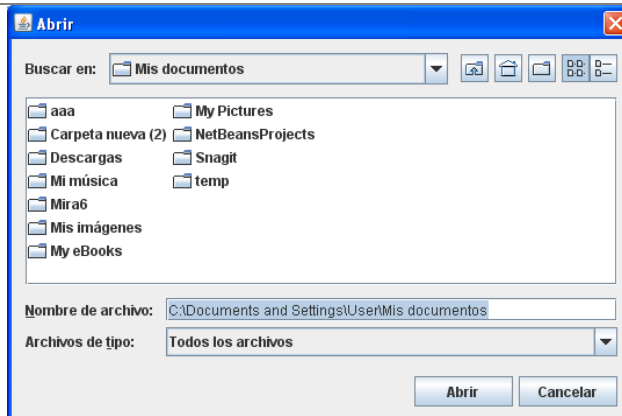 Abrir
Buscar en: Mis documentos
aaa
Carpeta nueva (2)
Descargas
Mi música
Mira6
Mis imágenes
My eBooks
My Pictures
NetBeansProjects
Snagit
temp
Nombre de archivo: C:\Documents and Settings\User\Mis documentos
Archivos de tipo: Todos los archivos
Abrir Cancelar